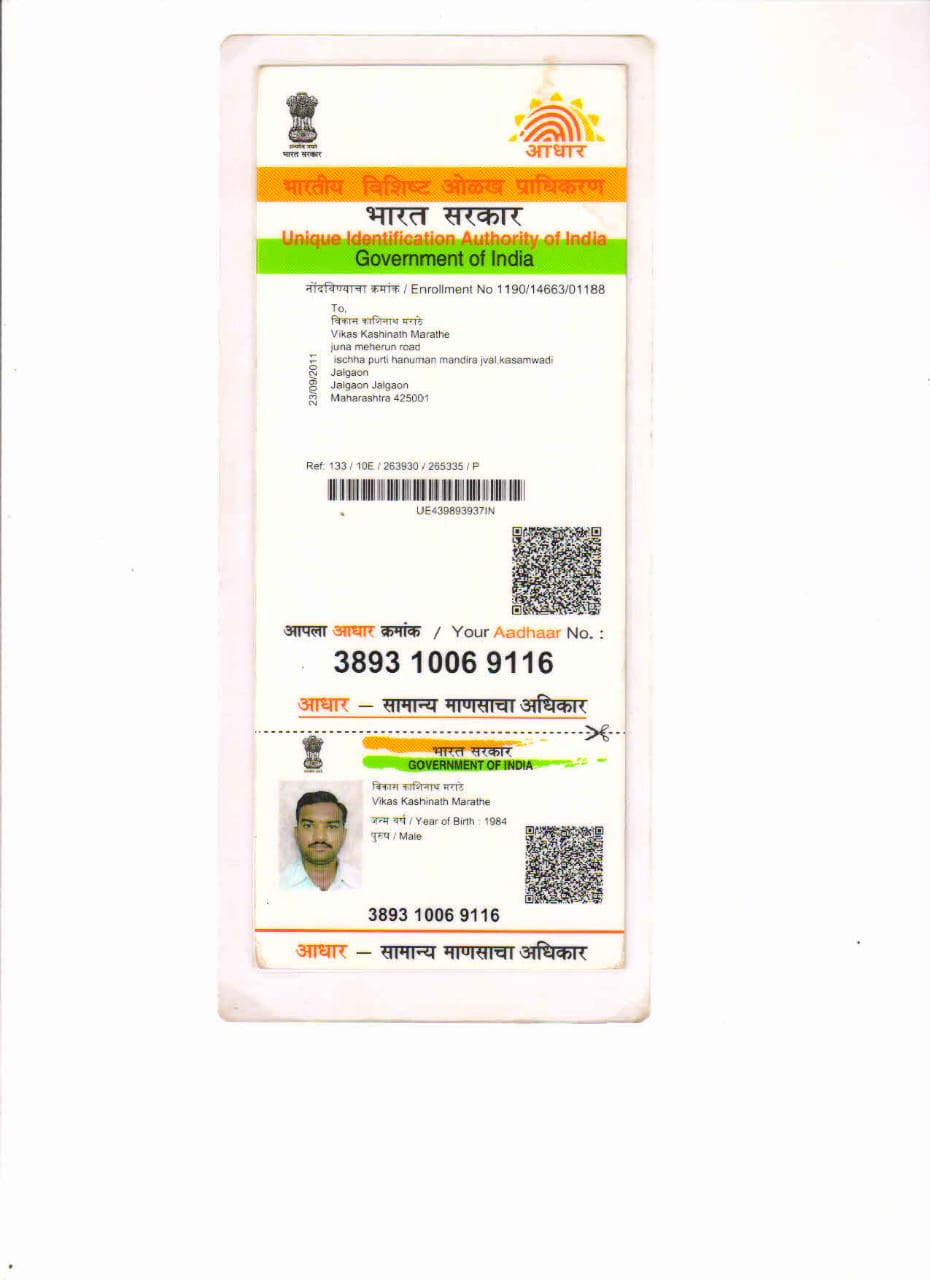 भारत सरकार
आधार
भारतीय विशिष्ट ओळख प्राधिकरण
भारत सरकार
Unique Identification Authority of India
Government of India
नोंदविण्याचा क्रमांक / Enrollment No 1190/14663/01188
To,
विकास काशिनाथ मराठे
Vikas Kashinath Marathe
juna meherun road
ischha purti hanuman mandira jval,kasamwadi
Jalgaon
Jalgaon Jalgaon
Maharashtra 425001
23/09/2011
Ref: 133 / 10E / 263930 / 265335 / P
UE439893937IN
आपला आधार क्रमांक / Your Aadhaar No. :
3893 1006 9116
आधार — सामान्य माणसाचा अधिकार
भारत सरकार
GOVERNMENT OF INDIA
विकास काशिनाथ मराठे
Vikas Kashinath Marathe
जन्म वर्ष / Year of Birth : 1984
पुरुष / Male
3893 1006 9116
आधार — सामान्य माणसाचा अधिकार